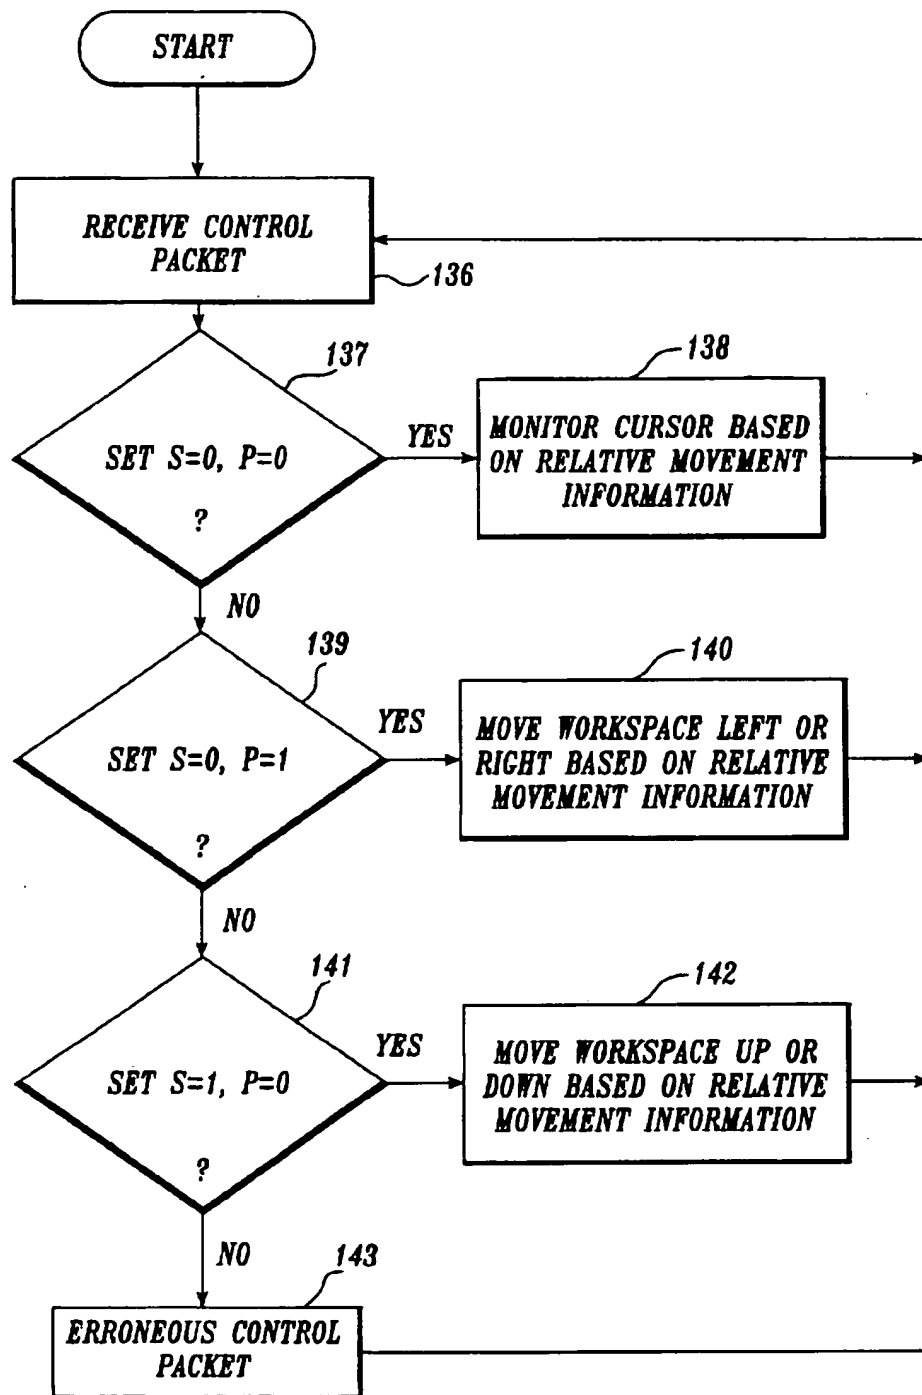 START
RECEIVE CONTROL
PACKET
136
137
SET S=0, P=0
?
YES
138
MONITOR CURSOR BASED
ON RELATIVE MOVEMENT
INFORMATION
NO
139
SET S=0, P=1
?
YES
140
MOVE WORKSPACE LEFT OR
RIGHT BASED ON RELATIVE
MOVEMENT INFORMATION
NO
141
SET S=1, P=0
?
YES
142
MOVE WORKSPACE UP OR
DOWN BASED ON RELATIVE
MOVEMENT INFORMATION
NO
143
ERRONEOUS CONTROL
PACKET